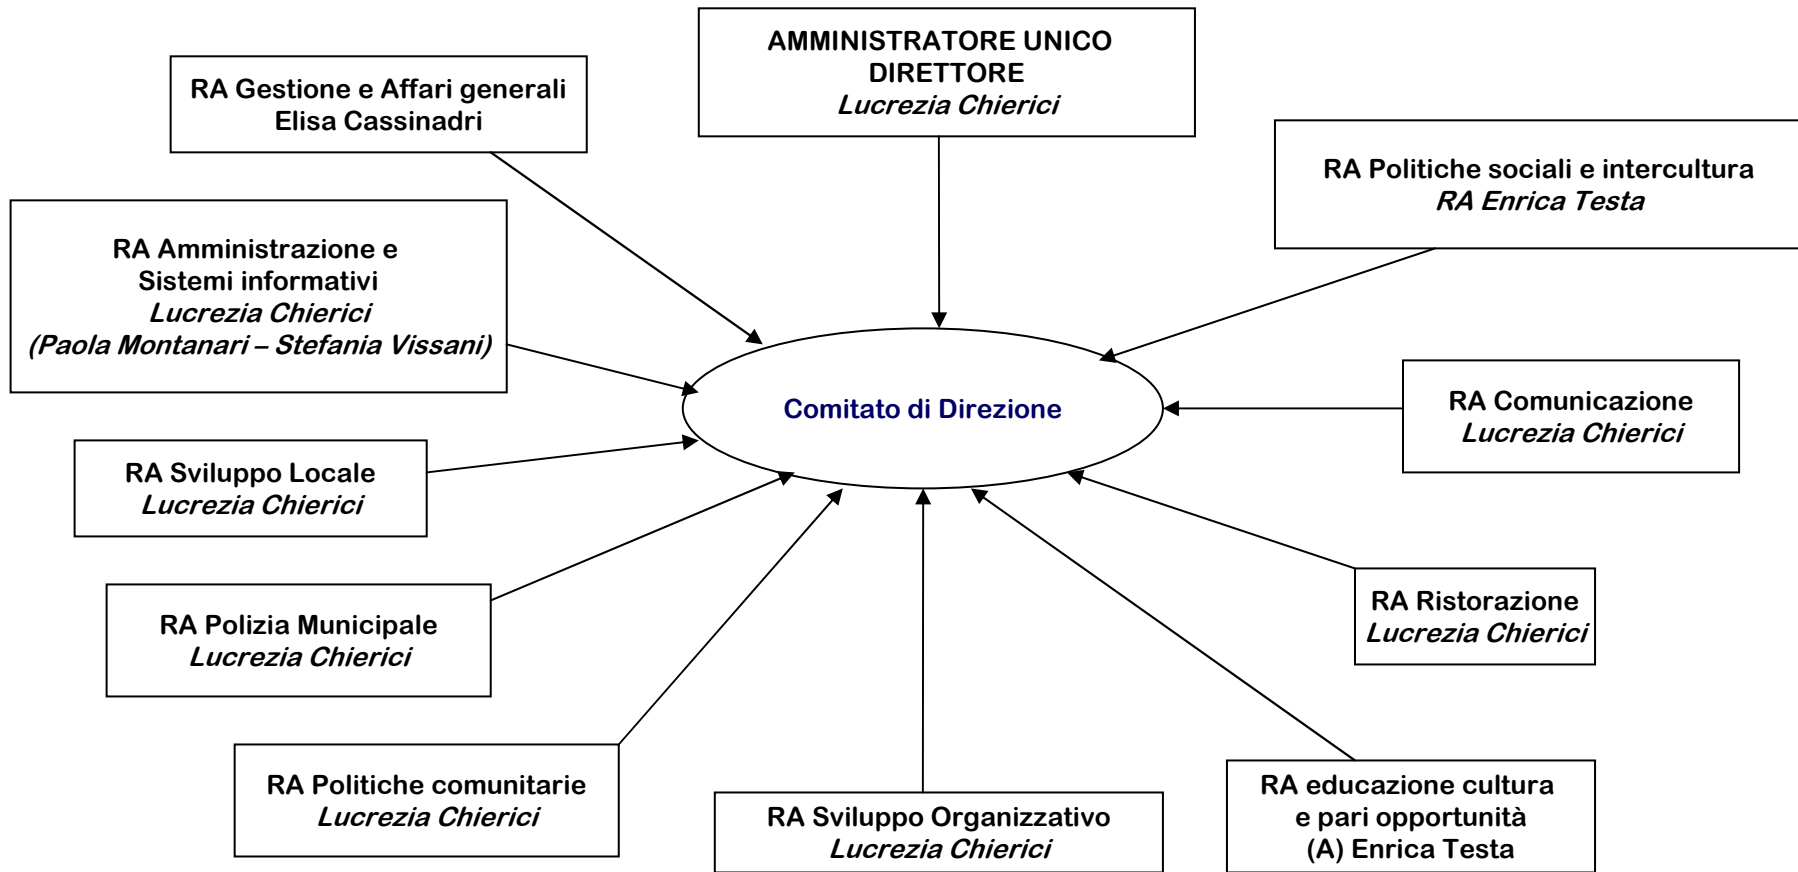 AMMINISTRATORE UNICO
DIRETTORE
Lucrezia Chierici
RA Gestione e Affari generali
Elisa Cassinadri
RA Politiche sociali e intercultura
RA Enrica Testa
RA Amministrazione e
Sistemi informativi
Lucrezia Chierici
(Paola Montanari – Stefania Vissani)
Comitato di Direzione
RA Comunicazione
Lucrezia Chierici
RA Sviluppo Locale
Lucrezia Chierici
RA Polizia Municipale
Lucrezia Chierici
RA Ristorazione
Lucrezia Chierici
RA Politiche comunitarie
Lucrezia Chierici
RA Sviluppo Organizzativo
Lucrezia Chierici
RA educazione cultura
e pari opportunità
(A) Enrica Testa